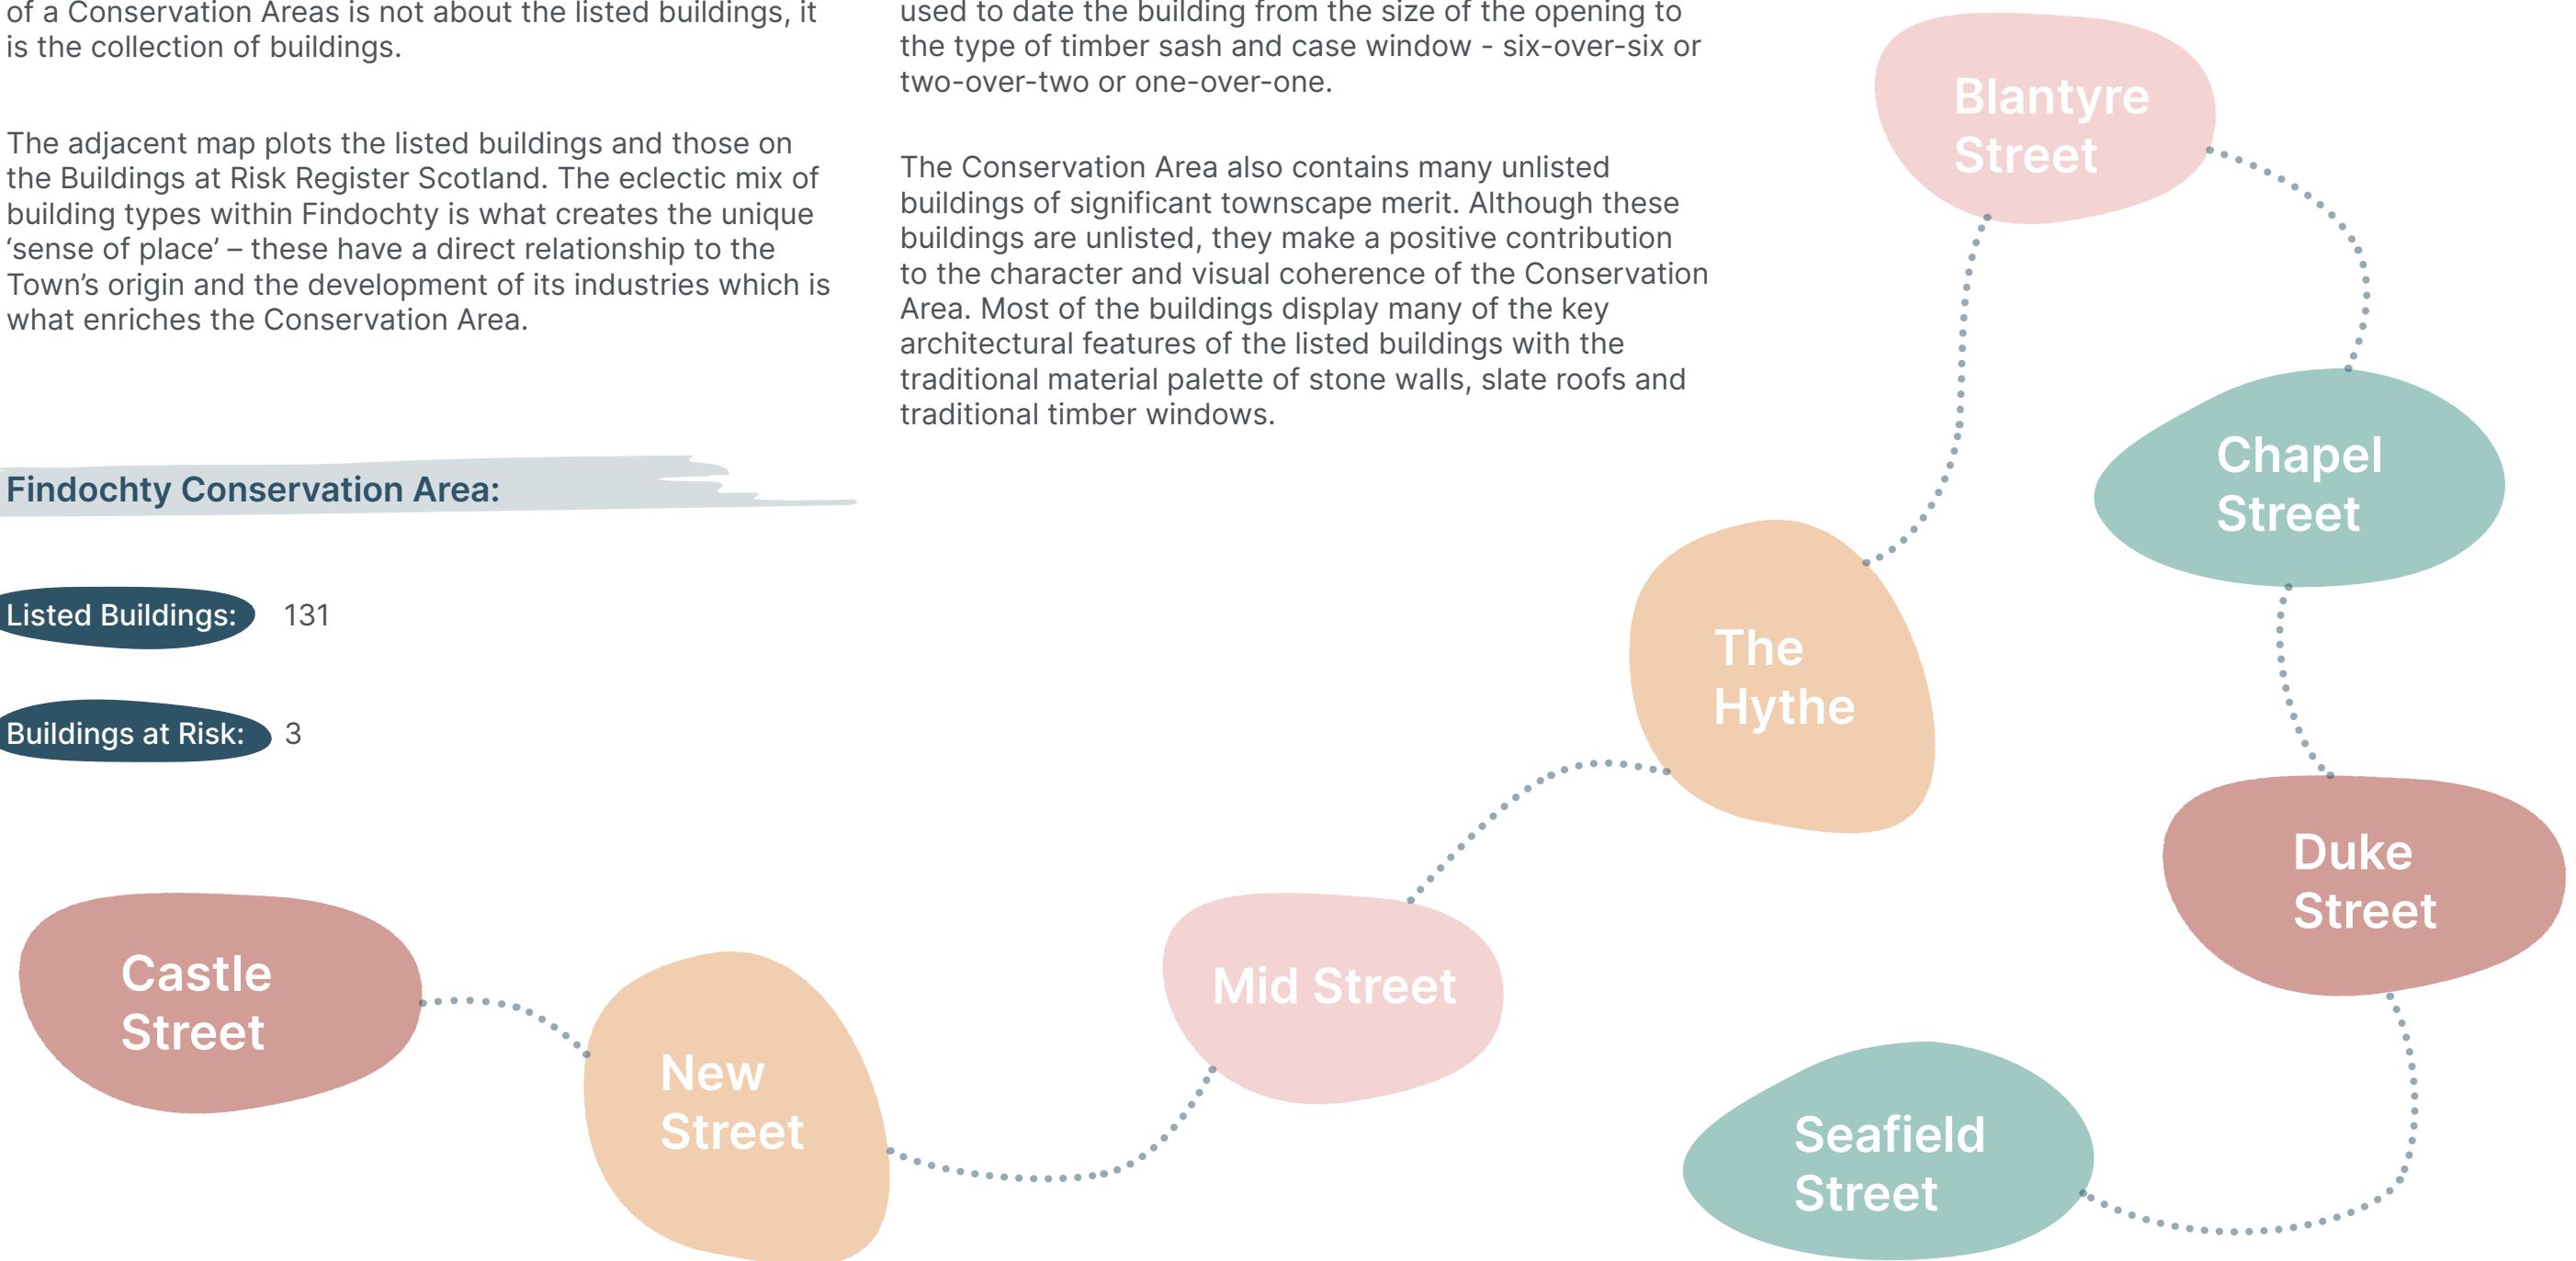 of a Conservation Areas is not about the listed buildings, it
is the collection of buildings.
The adjacent map plots the listed buildings and those on
the Buildings at Risk Register Scotland. The eclectic mix of
building types within Findochty is what creates the unique
‘sense of place’ – these have a direct relationship to the
Town’s origin and the development of its industries which is
what enriches the Conservation Area.
Findochty Conservation Area:
Listed Buildings: 131
Buildings at Risk: 3
used to date the building from the size of the opening to
the type of timber sash and case window - six-over-six or
two-over-two or one-over-one.
The Conservation Area also contains many unlisted
buildings of significant townscape merit. Although these
buildings are unlisted, they make a positive contribution
to the character and visual coherence of the Conservation
Area. Most of the buildings display many of the key
architectural features of the listed buildings with the
traditional material palette of stone walls, slate roofs and
traditional timber windows.
Castle
Street
New
Street
Mid Street
The
Hythe
Blantyre
Street
Chapel
Street
Duke
Street
Seafield
Street